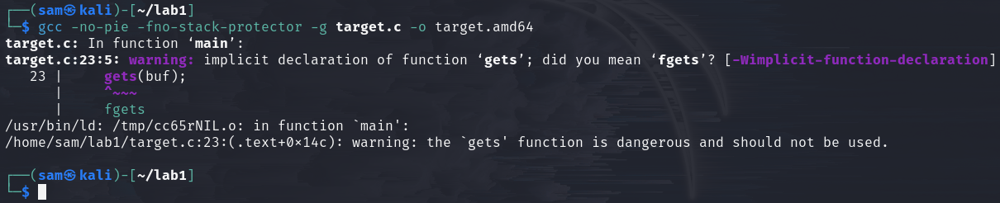 ┌──(sam㉿kali)-[~/lab1]
└─$ gcc -no-pie -fno-stack-protector -g target.c -o target.amd64
target.c: In function ‘main’:
target.c:23:5: warning: implicit declaration of function ‘gets’; did you mean ‘fgets’? [-Wimplicit-function-declaration]
   23 |     gets(buf);
      |     ^~~~
      |     fgets
/usr/bin/ld: /tmp/cc65rNIL.o: in function `main':
/home/sam/lab1/target.c:23:(.text+0×14c): warning: the `gets' function is dangerous and should not be used.
┌──(sam㉿kali)-[~/lab1]
└─$